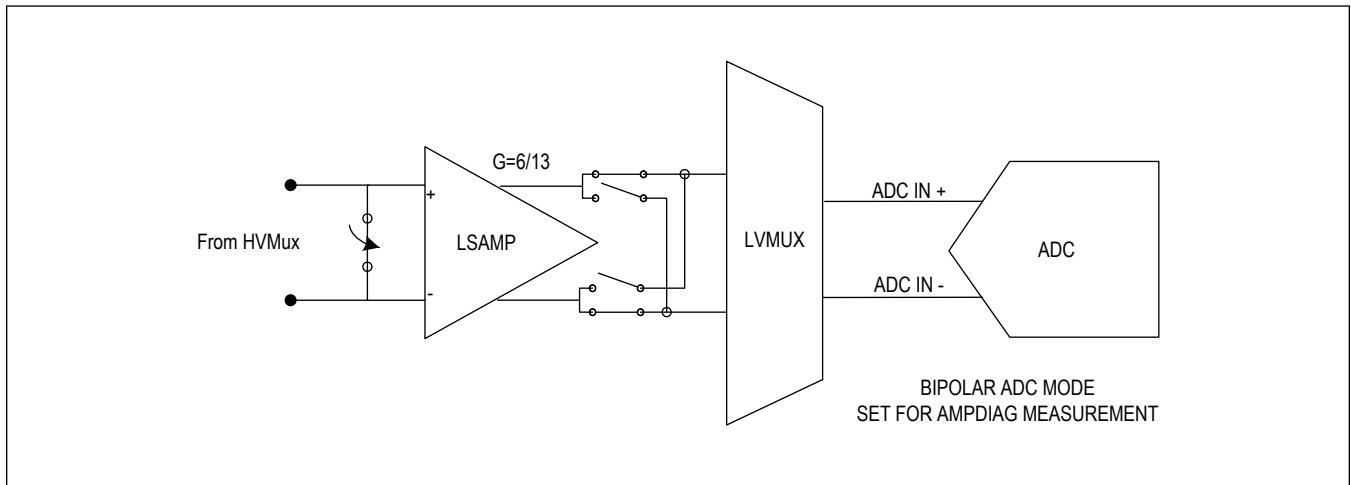 G=6/13
From HVMux
+
-
LSAMP
LVMUX
ADC IN +
ADC IN -
ADC
BIPOLAR ADC MODE
SET FOR AMPDIAG MEASUREMENT